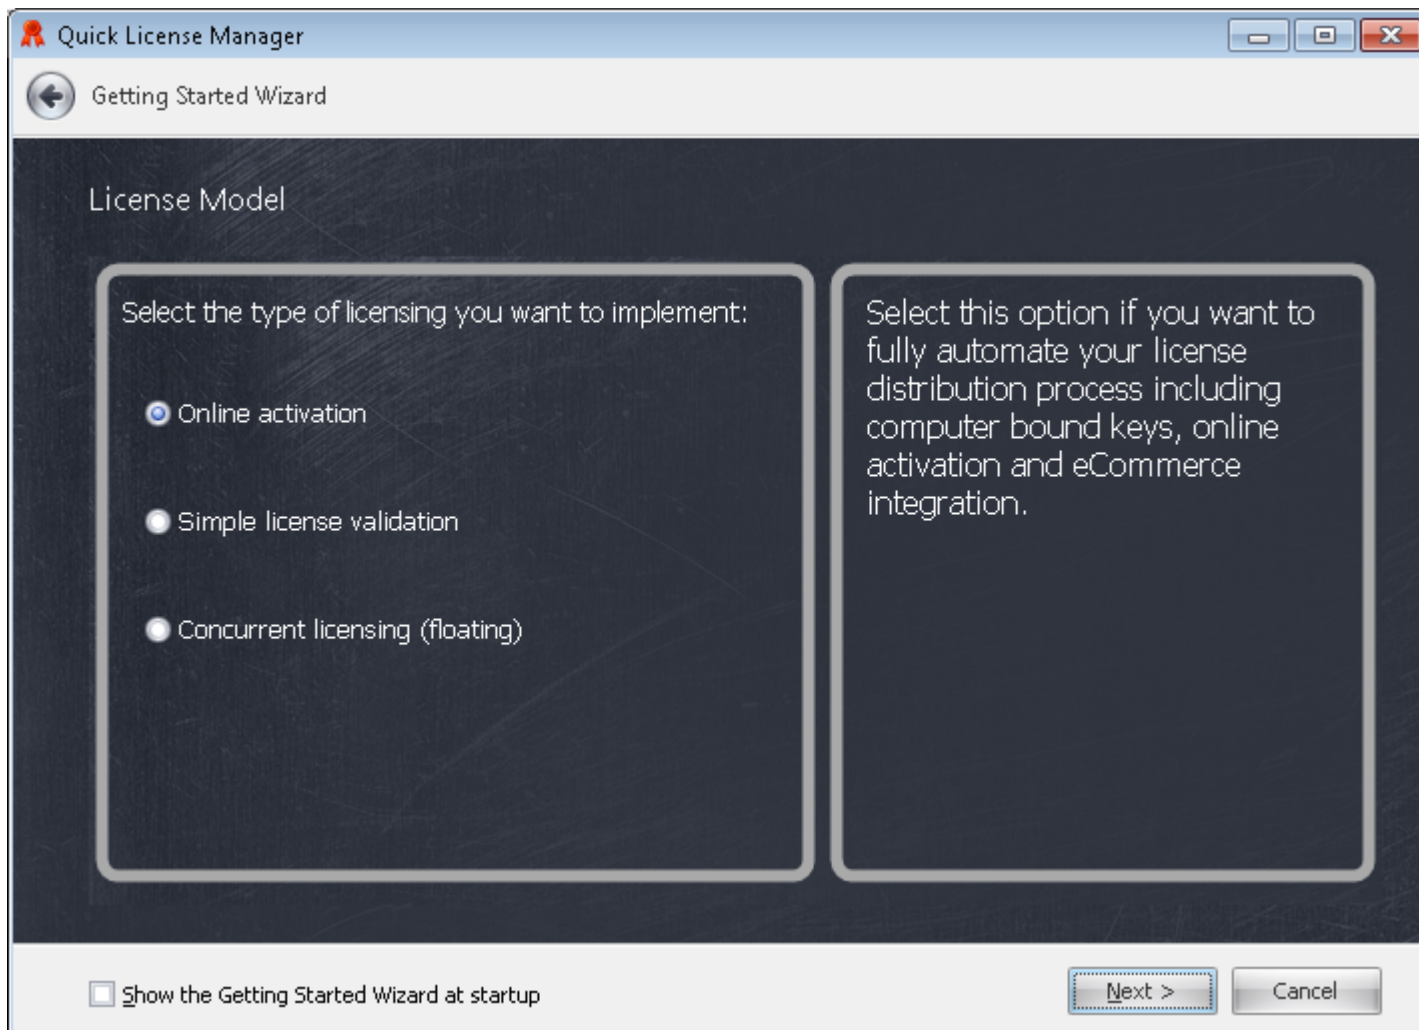 Quick License Manager
Getting Started Wizard
License Model
Select the type of licensing you want to implement:
Online activation
Simple license validation
Concurrent licensing (floating)
Select this option if you want to
fully automate your license
distribution process including
computer bound keys, online
activation and eCommerce
integration.
Show the Getting Started Wizard at startup
Next >
Cancel